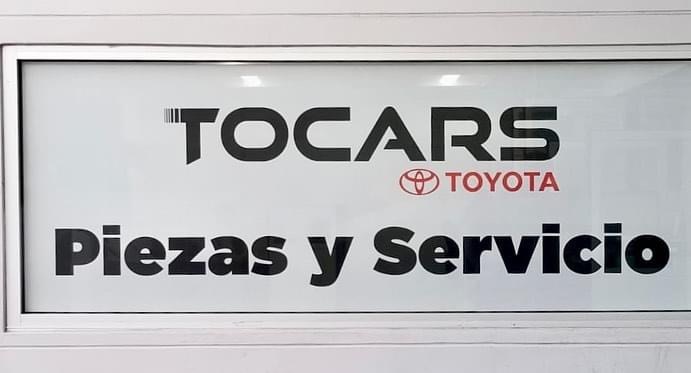 TOCARS
TOYOTA
Piezas y Servicio